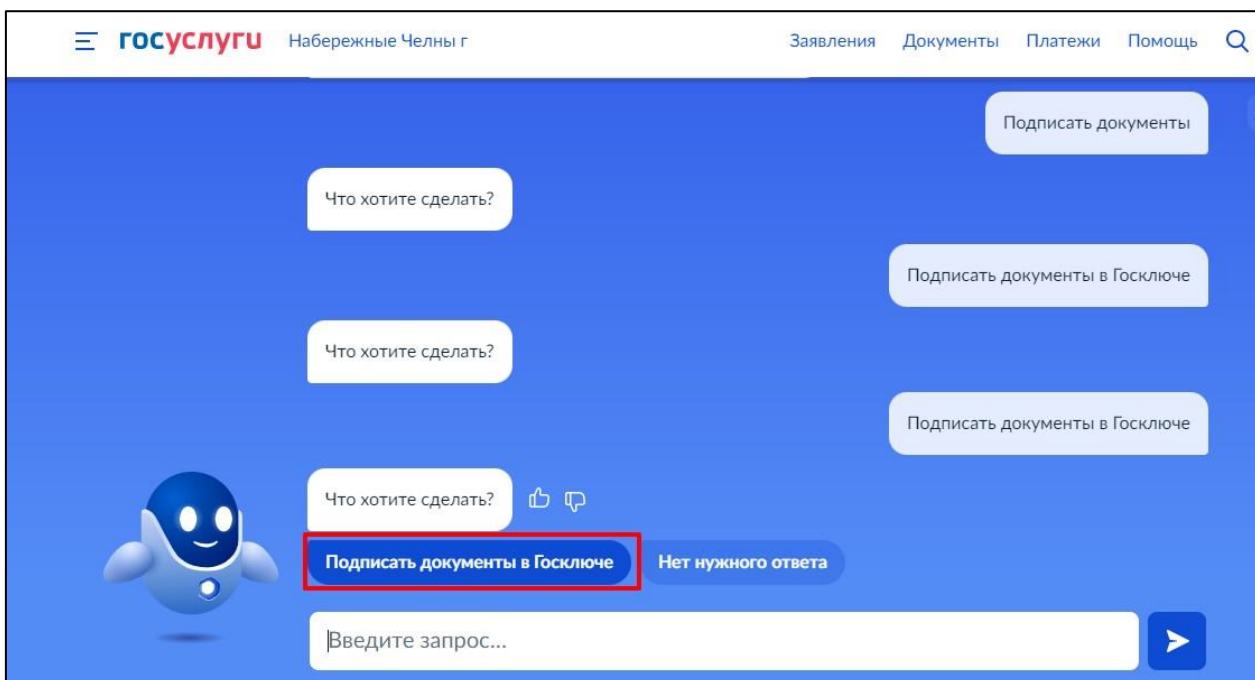 госуслуги Набережные Челны г Заявления Документы Платежи Помощь
Подписать документы
Что хотите сделать?
Подписать документы в Госключе
Что хотите сделать?
Подписать документы в Госключе
Что хотите сделать?
Подписать документы в Госключе Нет нужного ответа
Введите запрос...